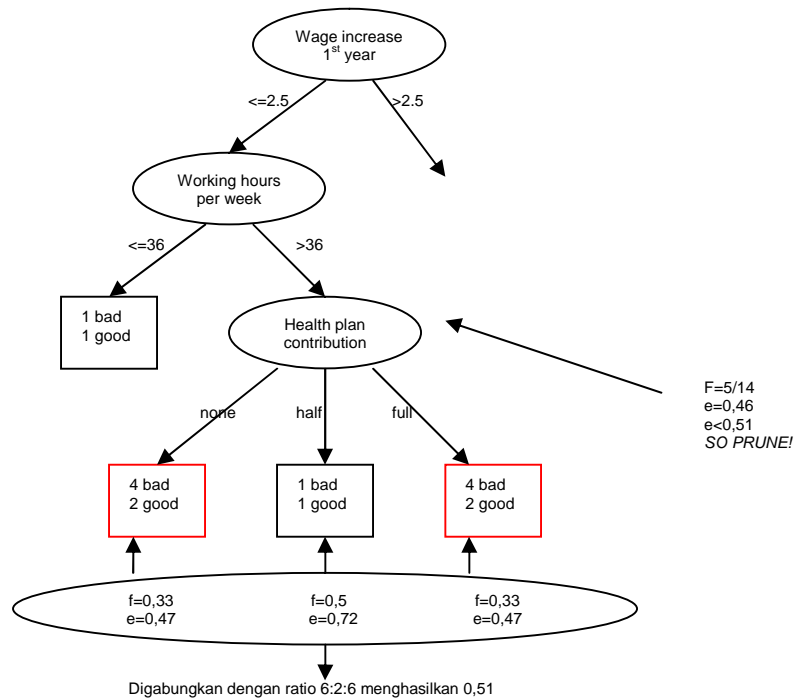 Wage increase
1st year
<=2.5
>2.5
Working hours
per week
<=36
>36
1 bad
1 good
Health plan
contribution
F=5/14
e=0,46
e<0,51
SO PRUNE!
none
half
full
4 bad
2 good
1 bad
1 good
4 bad
2 good
f=0,33
e=0,47
f=0,5
e=0,72
f=0,33
e=0,47
Digabungkan dengan ratio 6:2:6 menghasilkan 0,51